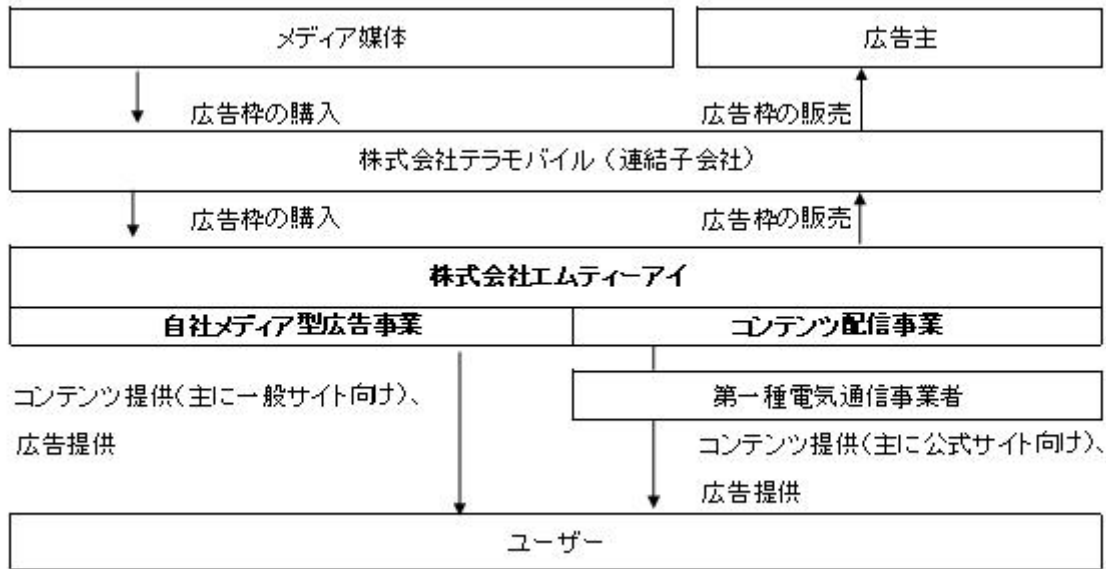 メディア媒体
広告主
広告枠の購入
広告枠の販売
株式会社テラモバイル（連結子会社）
広告枠の購入
広告枠の販売
株式会社エムティーアイ
自社メディア型広告事業
コンテンツ配信事業
コンテンツ提供（主に一般サイト向け）、
広告提供
第一種電気通信事業者
コンテンツ提供（主に公式サイト向け）、
広告提供
ユーザー